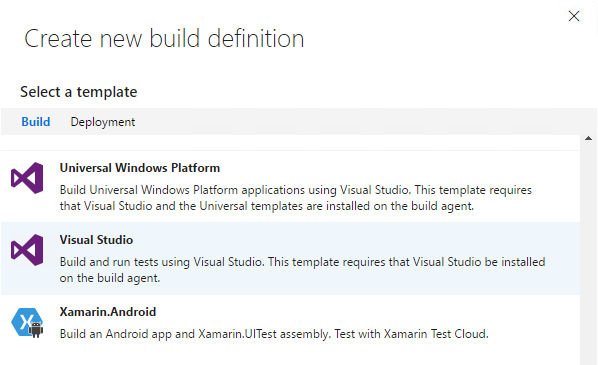 Create new build definition
Select a template
Build Deployment
Universal Windows Platform
Build Universal Windows Platform applications using Visual Studio. This template requires
that Visual Studio and the Universal templates are installed on the build agent.
Visual Studio
Build and run tests using Visual Studio. This template requires that Visual Studio be installed
on the build agent.
Xamarin.Android
Build an Android app and Xamarin.UITest assembly. Test with Xamarin Test Cloud.